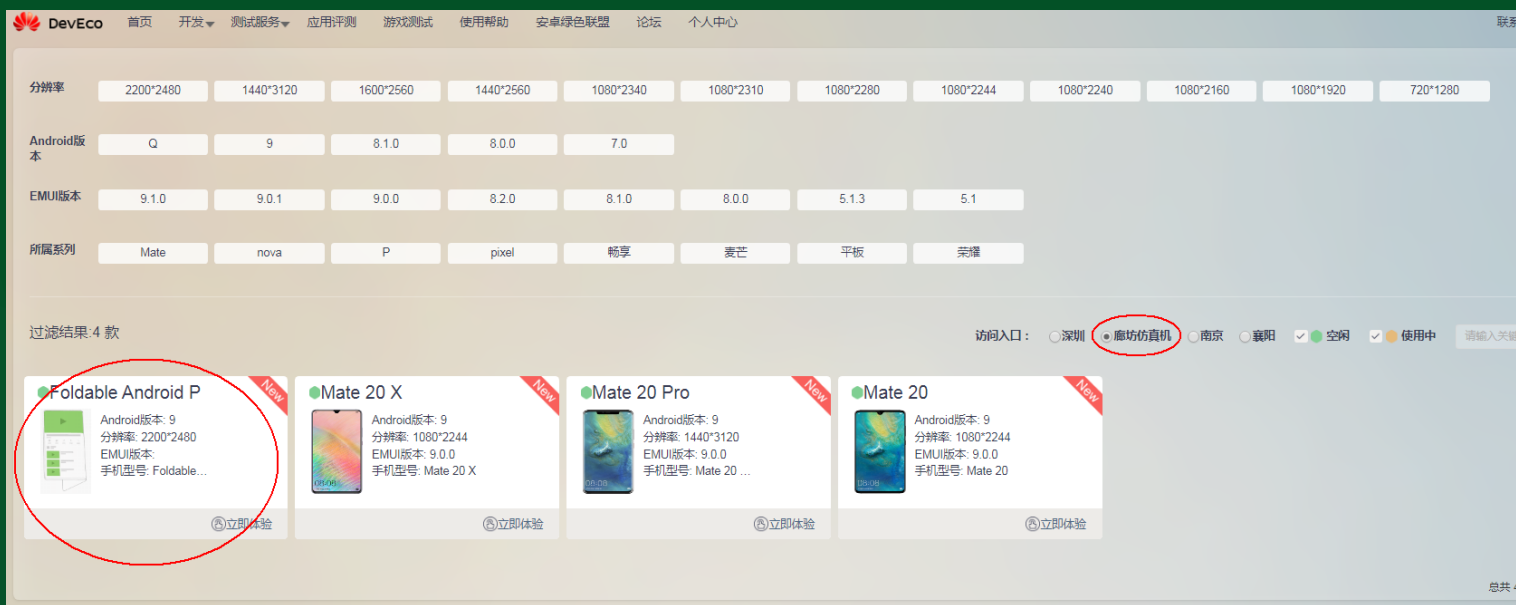 DevEco 首页 开发 测试服务 应用评测 游戏测试 使用帮助 安卓绿色联盟 论坛 个人中心 联系
分辨率 2200*2480 1440*3120 1600*2560 1440*2560 1080*2340 1080*2310 1080*2280 1080*2244 1080*2240 1080*2160 1080*1920 720*1280
Android版
本 Q 9 8.1.0 8.0.0 7.0
EMUI版本 9.1.0 9.0.1 9.0.0 8.2.0 8.1.0 8.0.0 5.1.3 5.1
所属系列 Mate nova P pixel 畅享 麦芒 平板 荣耀
过滤结果:4 款 访问入口： 深圳 廊坊仿真机 南京 襄阳 空闲 使用中 请输入关键
Foldable Android P
New
Android版本: 9
分辨率: 2200*2480
EMUI版本:
手机型号: Foldable...
立即体验
Mate 20 X
New
Android版本: 9
分辨率: 1080*2244
EMUI版本: 9.0.0
手机型号: Mate 20 X
08:08
立即体验
Mate 20 Pro
New
Android版本: 9
分辨率: 1440*3120
EMUI版本: 9.0.0
手机型号: Mate 20 ...
08:08
立即体验
Mate 20
New
Android版本: 9
分辨率: 1080*2244
EMUI版本: 9.0.0
手机型号: Mate 20
08:08
立即体验
总共 4